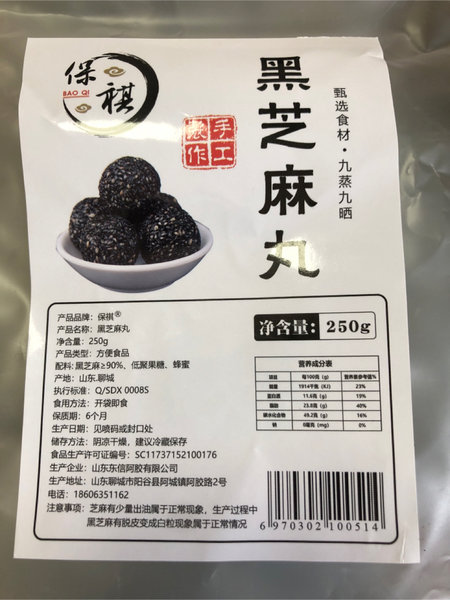 保祺
BAO QI
黑芝麻丸
甄选食材·九蒸九晒
手工製作
产品品牌: 保祺®
产品名称: 黑芝麻丸
净含量: 250g
产品类型: 方便食品
配料: 黑芝麻≥90%、低聚果糖、蜂蜜
产地: 山东.聊城
执行标准: Q/SDX 0008S
食用方法: 开袋即食
保质期: 6个月
生产日期: 见喷码或封口处
储存方法: 阴凉干燥，建议冷藏保存
食品生产许可证编号: SC11737152100176
生产企业: 山东东信阿胶有限公司
生产地址: 山东聊城市阳谷县阿城镇阿胶路2号
电话: 18606351162
注意事项: 芝麻有少量出油属于正常现象，生产过程中
黑芝麻有脱皮变成白粒现象属于正常情况
净含量: 250g
营养成分表
项目 每100克(g) 营养素参考值%
能量 1914千焦(KJ) 23%
蛋白质 11.6克(g) 19%
脂肪 23.8克(g) 40%
碳水化合物 49.2克(g) 16%
钠 0毫克(mg) 0%
6 970302 100514